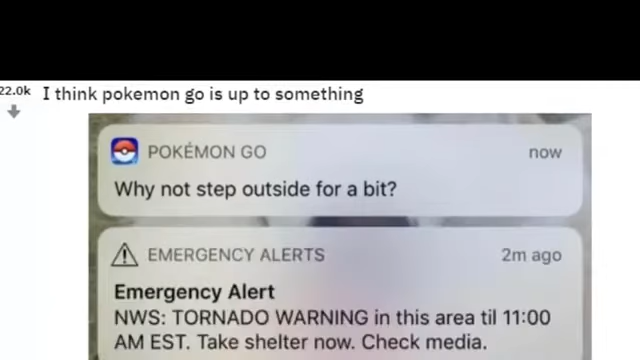 22.0k I think pokemon go is up to something
POKÉMON GO now
Why not step outside for a bit?
EMERGENCY ALERTS 2m ago
Emergency Alert
NWS: TORNADO WARNING in this area til 11:00
AM EST. Take shelter now. Check media.